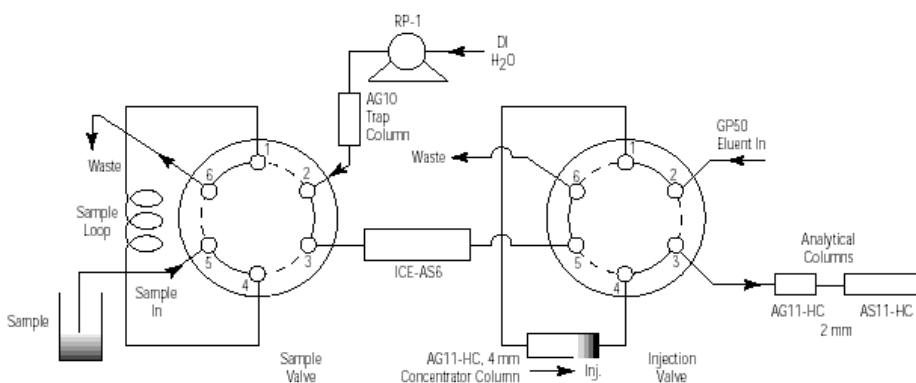 RP-1
DI
H₂O
AG10
Trap
Column
GP50
Eluent In
Waste
Waste
1
2
3
4
5
6
1
2
3
4
5
6
Sample
Loop
ICE-AS6
Analytical
Columns
Sample
In
Sample
AG11-HC
AS11-HC
2 mm
Sample
Valve
AG11-HC, 4 mm
Concentrator Column
Inj.
Injection
Valve